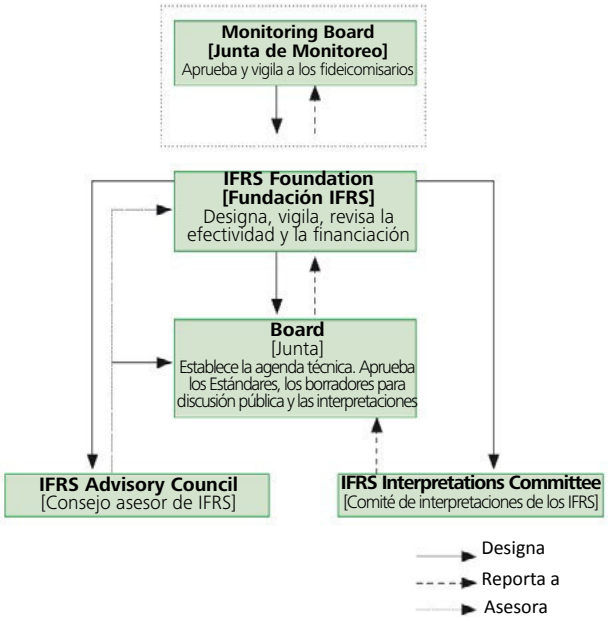 Monitoring Board
[Junta de Monitoreo]
Aprueba y vigila a los fideicomisarios
IFRS Foundation
[Fundación IFRS]
Designa, vigila, revisa la
efectividad y la financiación
Board
[Junta]
Establece la agenda técnica. Aprueba
los Estándares, los borradores para
discusión pública y las interpretaciones
IFRS Advisory Council
[Consejo asesor de IFRS]
IFRS Interpretations Committee
[Comité de interpretaciones de los IFRS]
Designa
Reporta a
Asesora